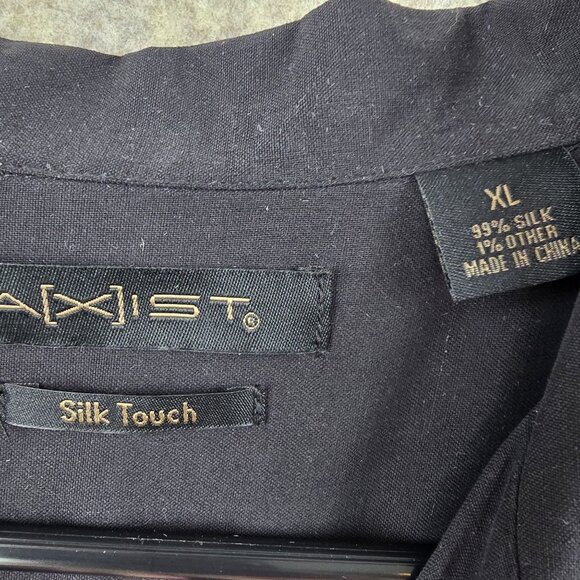 A[X]IST®
Silk Touch
XL
99% SILK
1% OTHER
MADE IN CHINA